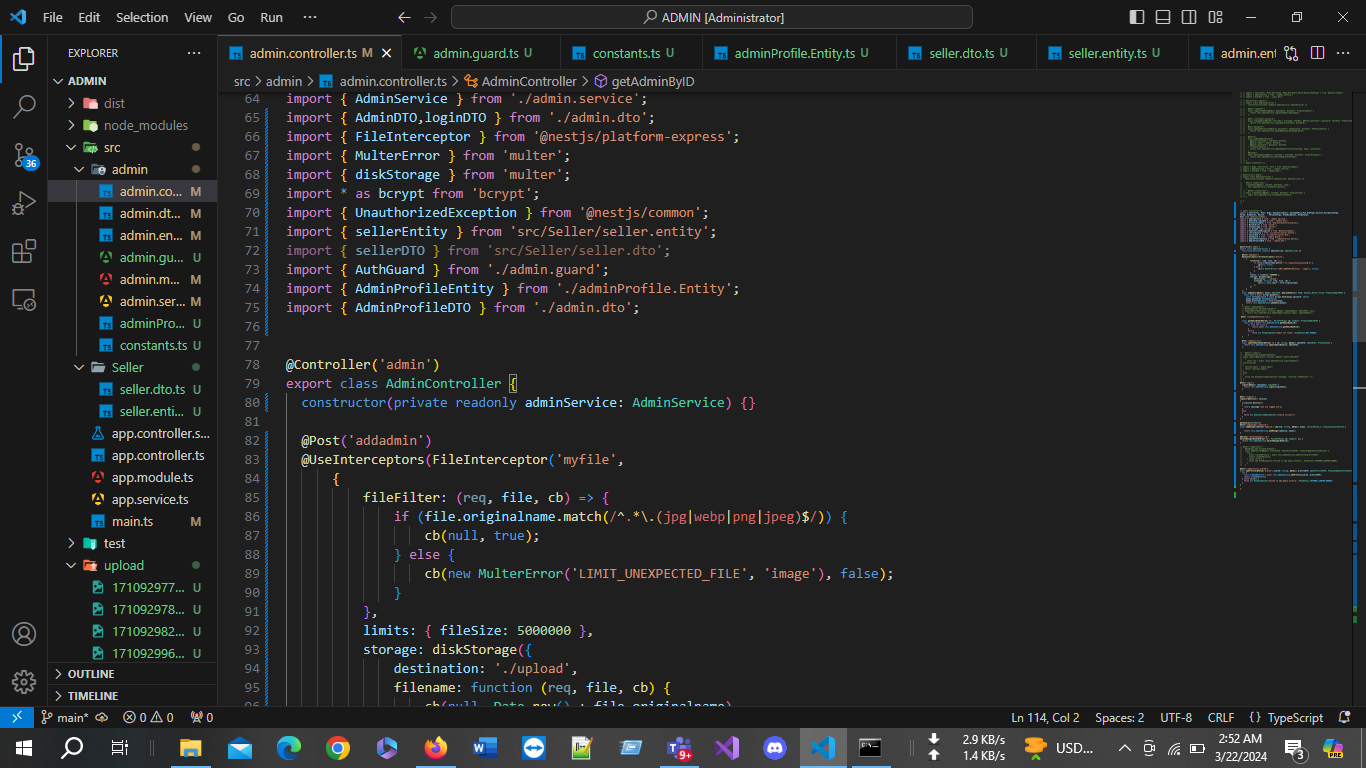 File Edit Selection View Go Run ··· ADMIN [Administrator]
EXPLORER ···
admin.controller.ts M
admin.guard.ts U
constants.ts U
adminProfile.Entity.ts U
seller.dto.ts U
seller.entity.ts U
admin.ent
src > admin > admin.controller.ts > AdminController > getAdminByID
ADMIN
dist
node_modules
src
admin
admin.co... M
admin.dt... M
admin.en... M
admin.gu... U
admin.m... M
admin.ser... M
adminPro... U
constants.ts U
Seller
seller.dto.ts U
seller.enti... U
app.controller.s...
app.controller.ts
app.module.ts
app.service.ts
main.ts M
test
upload
171092977... U
171092978... U
171092982... U
171092996... U
OUTLINE
TIMELINE
36
64 import { AdminService } from './admin.service';
65 import { AdminDTO,loginDTO } from './admin.dto';
66 import { FileInterceptor } from '@nestjs/platform-express';
67 import { MulterError } from 'multer';
68 import { diskStorage } from 'multer';
69 import * as bcrypt from 'bcrypt';
70 import { UnauthorizedException } from '@nestjs/common';
71 import { sellerEntity } from 'src/Seller/seller.entity';
72 import { sellerDTO } from 'src/Seller/seller.dto';
73 import { AuthGuard } from './admin.guard';
74 import { AdminProfileEntity } from './adminProfile.Entity';
75 import { AdminProfileDTO } from './admin.dto';
76
77
78 @Controller('admin')
79 export class AdminController {
80 constructor(private readonly adminService: AdminService) {}
81
82 @Post('addadmin')
83 @UseInterceptors(FileInterceptor('myfile',
84 {
85 fileFilter: (req, file, cb) => {
86 if (file.originalname.match(/^.*\.(jpg|webp|png|jpeg)$/)) {
87 cb(null, true);
88 } else {
89 cb(new MulterError('LIMIT_UNEXPECTED_FILE', 'image'), false);
90 }
91 },
92 limits: { fileSize: 5000000 },
93 storage: diskStorage({
94 destination: './upload',
95 filename: function (req, file, cb) {
96 cb(null, Date.now() + file.originalname)
main* 0 0 0
Ln 114, Col 2 Spaces: 2 UTF-8 CRLF {} TypeScript
9+
2.9 KB/s
1.4 KB/s
USD...
2:52 AM
3/22/2024
3
PRE